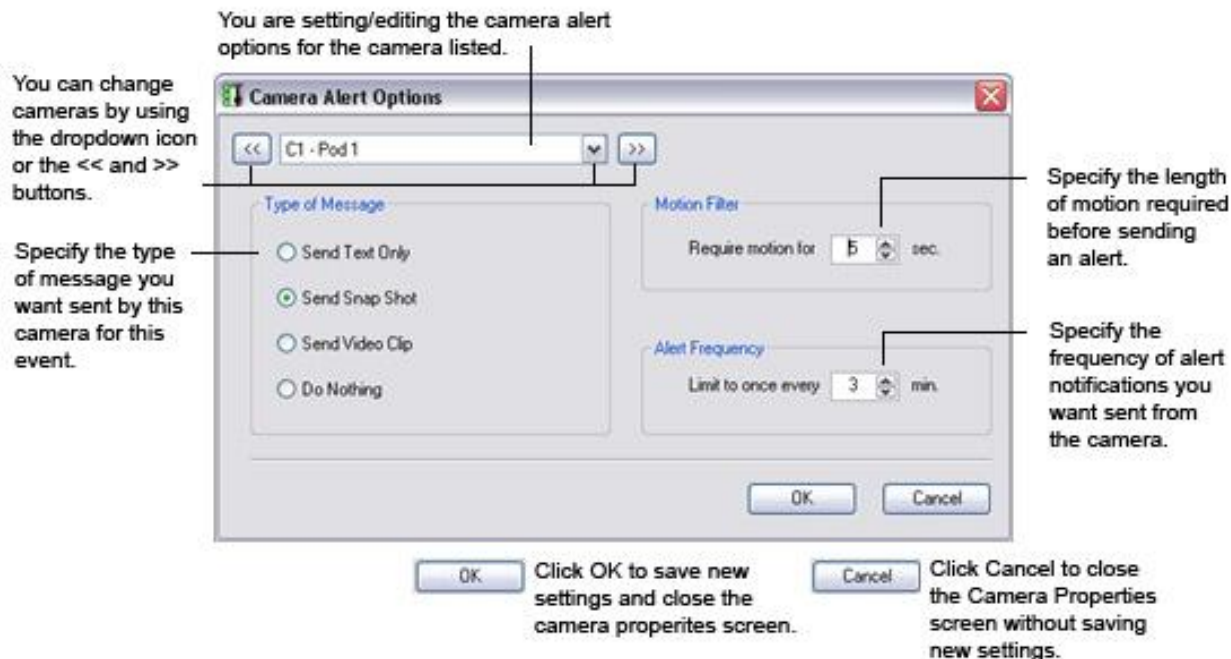 You are setting/editing the camera alert
options for the camera listed.
You can change
cameras by using
the dropdown icon
or the << and >>
buttons.
Camera Alert Options
<<
C1 - Pod 1
>>
Type of Message
Send Text Only
Send Snap Shot
Send Video Clip
Do Nothing
Specify the type
of message you
want sent by this
camera for this
event.
Motion Filter
Require motion for 5 sec.
Specify the length
of motion required
before sending
an alert.
Alert Frequency
Limit to once every 3 min.
Specify the
frequency of alert
notifications you
want sent from
the camera.
OK
Cancel
OK
Click OK to save new
settings and close the
camera properites screen.
Cancel
Click Cancel to close
the Camera Properties
screen without saving
new settings.